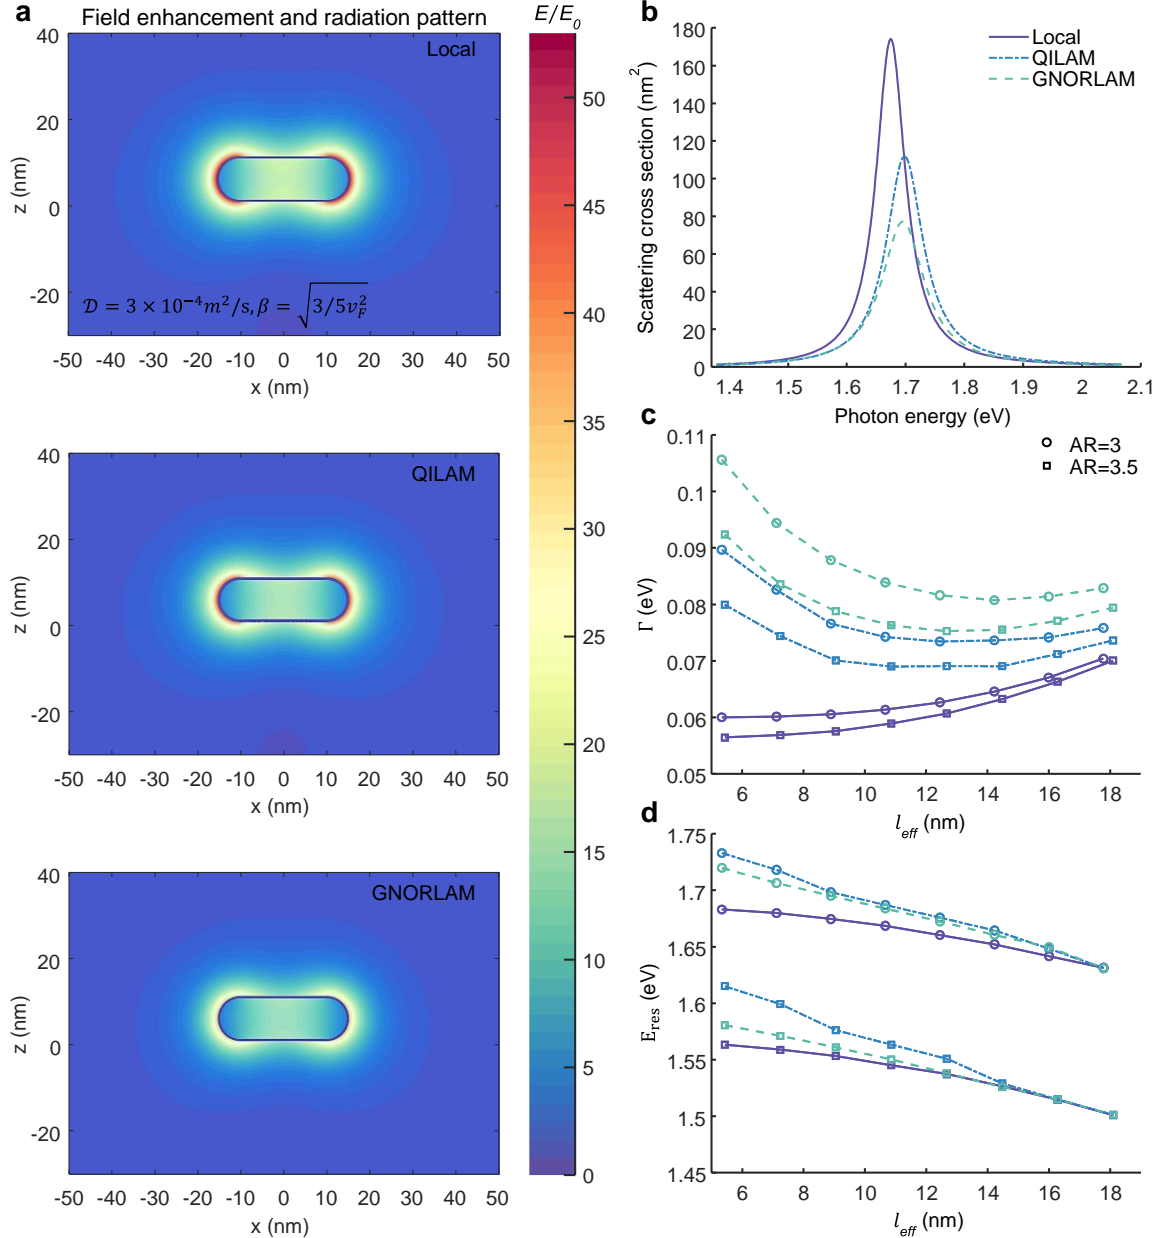 a
Field enhancement and radiation pattern
E/E0
Local
40
20
0
-20
z (nm)
𝒟 = 3 × 10⁻⁴m²/s, β = √3/5v_F²
-50 -40 -30 -20 -10 0 10 20 30 40 50
x (nm)
QILAM
40
20
0
-20
z (nm)
-50 -40 -30 -20 -10 0 10 20 30 40 50
x (nm)
GNORLAM
40
20
0
-20
z (nm)
-50 -40 -30 -20 -10 0 10 20 30 40 50
x (nm)
50
45
40
35
30
25
20
15
10
5
0
b
180
160
140
120
100
80
60
40
20
0
Scattering cross section (nm²)
Local
QILAM
GNORLAM
1.4 1.5 1.6 1.7 1.8 1.9 2 2.1
Photon energy (eV)
c
0.11
0.1
0.09
0.08
0.07
0.06
0.05
Γ (eV)
AR=3
AR=3.5
6 8 10 12 14 16 18
l_eff (nm)
d
1.75
1.7
1.65
1.6
1.55
1.5
1.45
E_res (eV)
6 8 10 12 14 16 18
l_eff (nm)